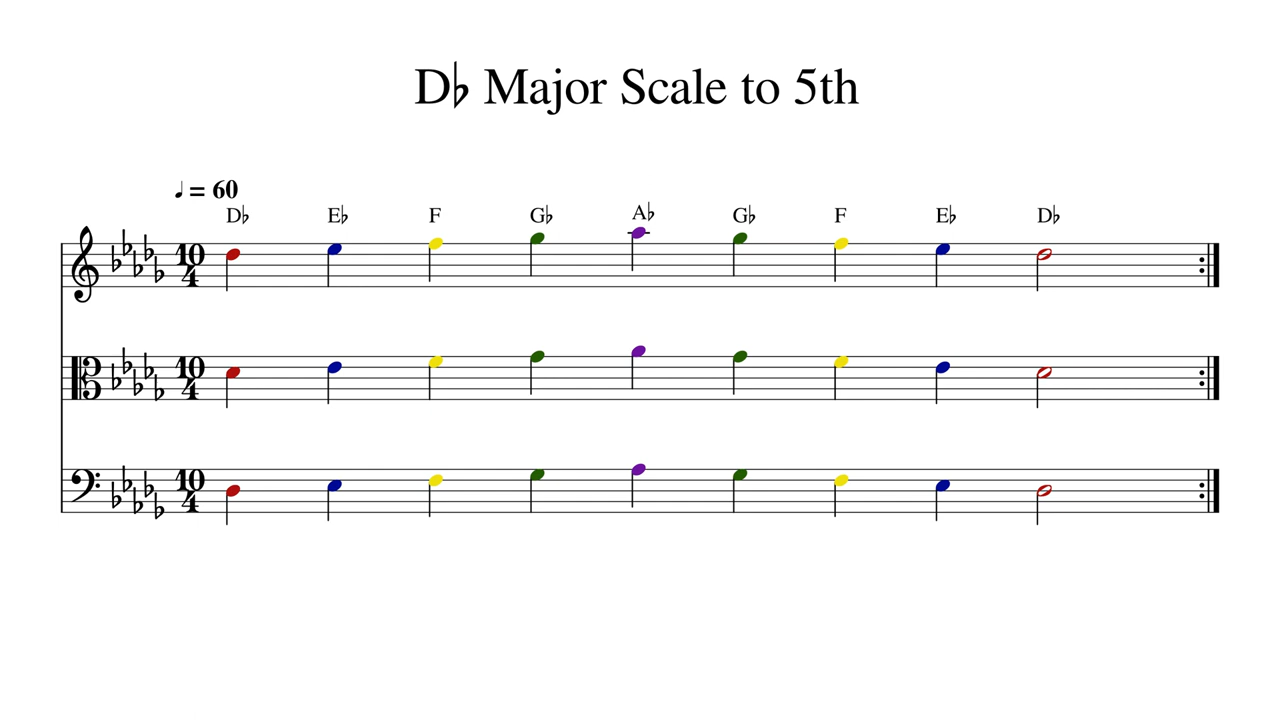 D♭ Major Scale to 5th
♩ = 60
D♭ E♭ F G♭ A♭ G♭ F E♭ D♭
10
4
10
4
10
4